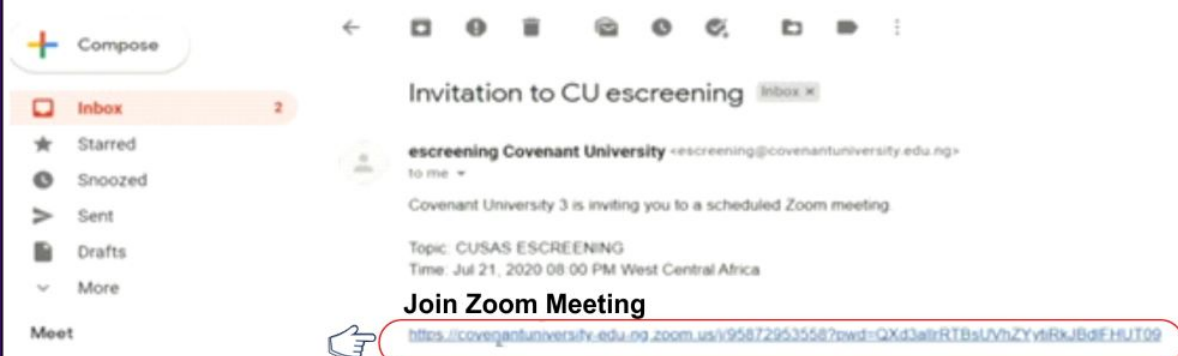 Compose
Inbox 2
Starred
Snoozed
Sent
Drafts
More
Meet
Invitation to CU escreening Inbox ×
escreening Covenant University <escreening@covenantuniversity.edu.ng>
to me
Covenant University 3 is inviting you to a scheduled Zoom meeting.
Topic: CUSAS ESCREENING
Time: Jul 21, 2020 08:00 PM West Central Africa
Join Zoom Meeting